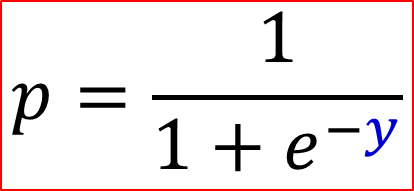 p = 1 / (1 + e^{-y})